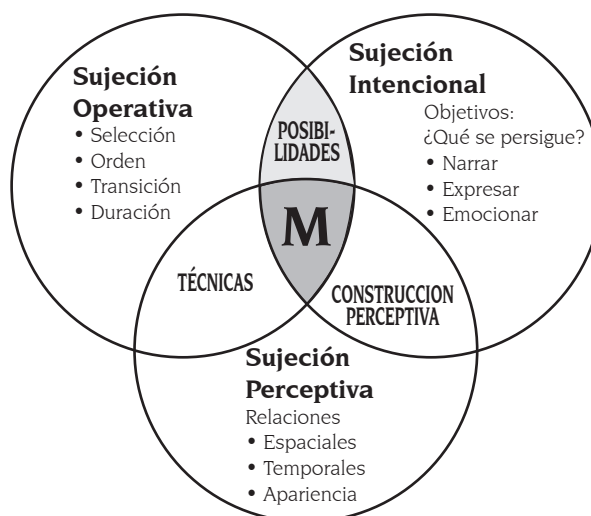 Sujeción
Operativa
• Selección
• Orden
• Transición
• Duración
Sujeción
Intencional
Objetivos:
¿Qué se persigue?
• Narrar
• Expresar
• Emocionar
POSIBI-
LIDADES
M
TÉCNICAS
CONSTRUCCION
PERCEPTIVA
Sujeción
Perceptiva
Relaciones
• Espaciales
• Temporales
• Apariencia